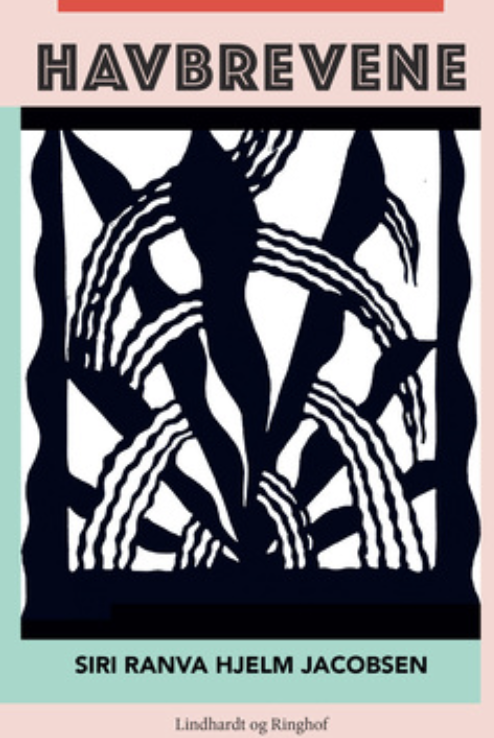 HAVBREVENE
SIRI RANVA HJELM JACOBSEN
Lindhardt og Ringhof